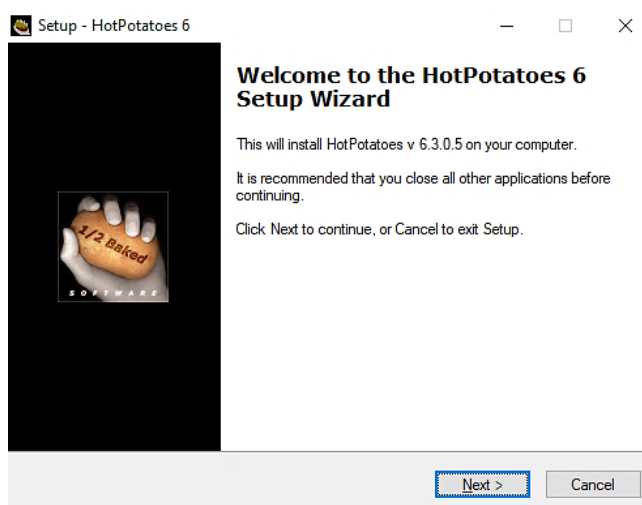 Setup - HotPotatoes 6
Welcome to the HotPotatoes 6
Setup Wizard
This will install HotPotatoes v 6.3.0.5 on your computer.
It is recommended that you close all other applications before
continuing.
Click Next to continue, or Cancel to exit Setup.
1/2 Baked
SOFTWARE
Next >
Cancel